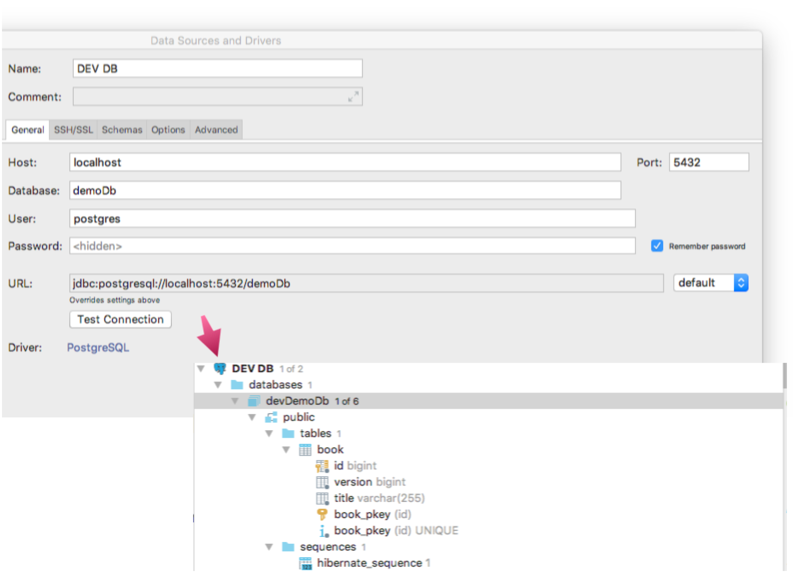 Data Sources and Drivers
Name: DEV DB
Comment:
General SSH/SSL Schemas Options Advanced
Host: localhost Port: 5432
Database: demoDb
User: postgres
Password: <hidden> Remember password
URL: jdbc:postgresql://localhost:5432/demoDb default
Overrides settings above
Test Connection
Driver: PostgreSQL
DEV DB 1 of 2
databases 1
devDemoDb 1 of 6
public
tables 1
book
id bigint
version bigint
title varchar(255)
book_pkey (id)
book_pkey (id) UNIQUE
sequences 1
hibernate_sequence 1